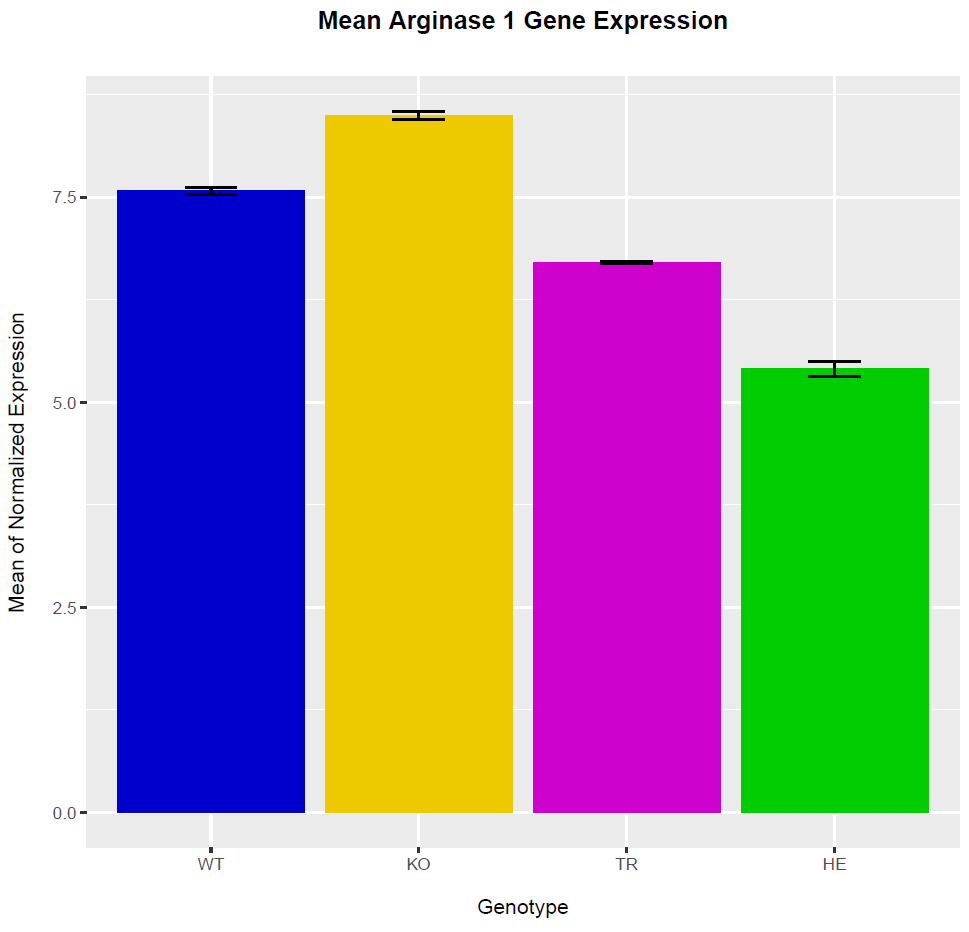 Mean Arginase 1 Gene Expression
Mean of Normalized Expression
7.5
5.0
2.5
0.0
WT KO TR HE
Genotype